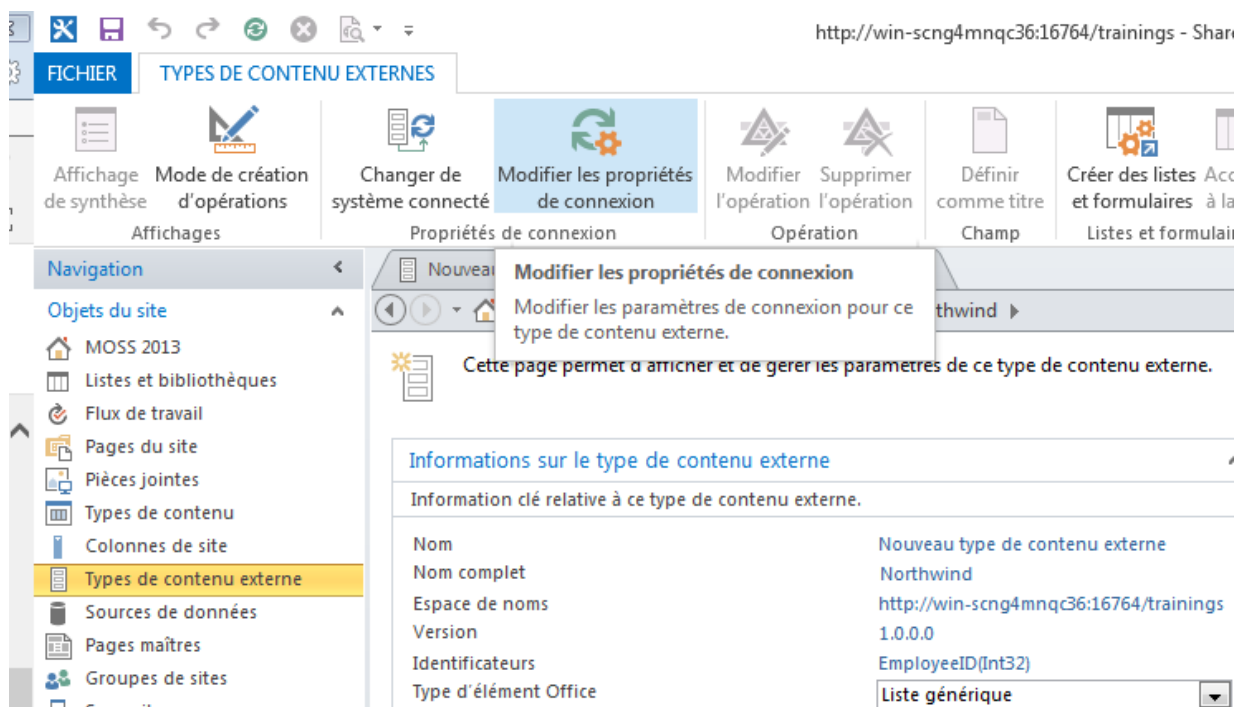 http://win-scng4mnqc36:16764/trainings - Share
FICHIER
TYPES DE CONTENU EXTERNES
Affichage de synthèse
Mode de création d'opérations
Changer de système connecté
Modifier les propriétés de connexion
Modifier l'opération
Supprimer l'opération
Définir comme titre
Créer des listes et formulaires
Affichages
Propriétés de connexion
Opération
Champ
Listes et formulair
Navigation
Nouveau
Modifier les propriétés de connexion
Modifier les paramètres de connexion pour ce
type de contenu externe.
thwind
Objets du site
MOSS 2013
Listes et bibliothèques
Flux de travail
Pages du site
Pièces jointes
Types de contenu
Colonnes de site
Types de contenu externe
Sources de données
Pages maîtres
Groupes de sites
Cette page permet d'afficher et de gérer les paramètres de ce type de contenu externe.
Informations sur le type de contenu externe
Information clé relative à ce type de contenu externe.
Nom Nouveau type de contenu externe
Nom complet Northwind
Espace de noms http://win-scng4mnqc36:16764/trainings
Version 1.0.0.0
Identificateurs EmployeeID(Int32)
Type d'élément Office Liste générique